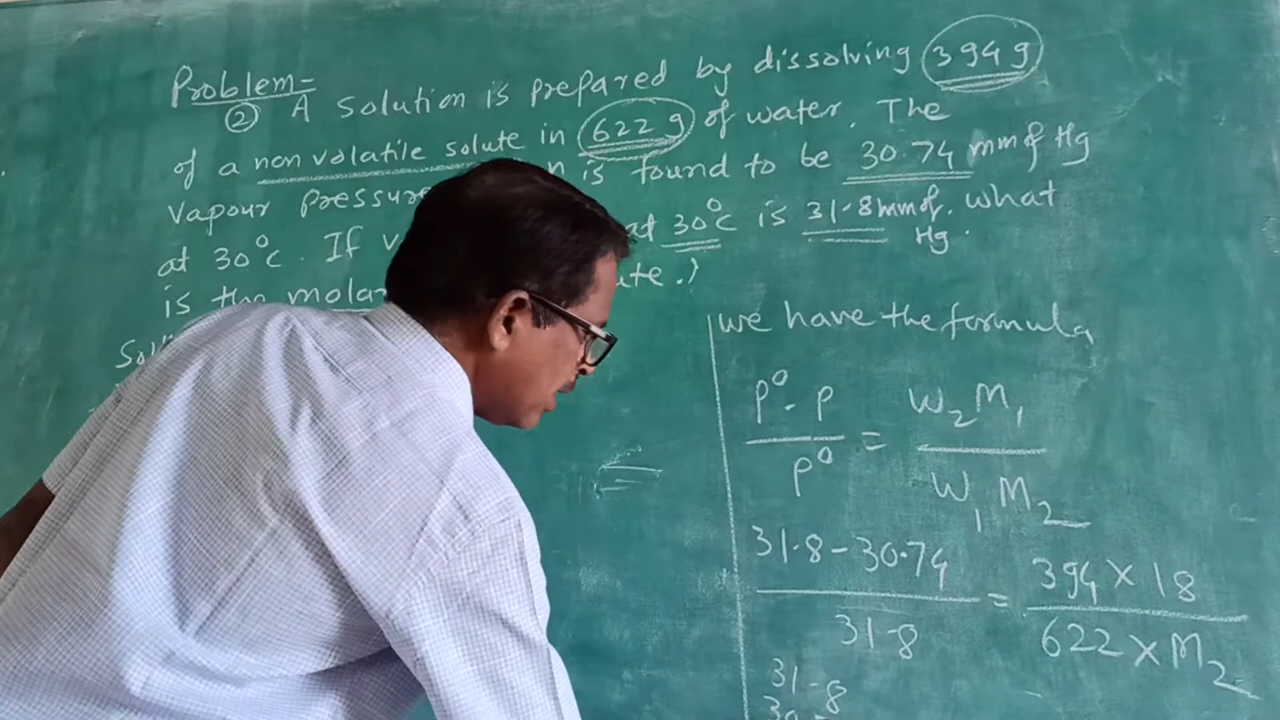 Problem-
② A solution is prepared by dissolving 394 g
of a non volatile solute in 622 g of water. The
Vapour Pressure is found to be 30.74 mm of Hg
at 30°C. If at 30°C is 31.8 mm of. what
Hg.
is the
we have the formula
P⁰ - P / P⁰ = W₂M₁ / W₁M₂
31.8 - 30.74 / 31.8 = 394 × 18 / 622 × M₂
31.8